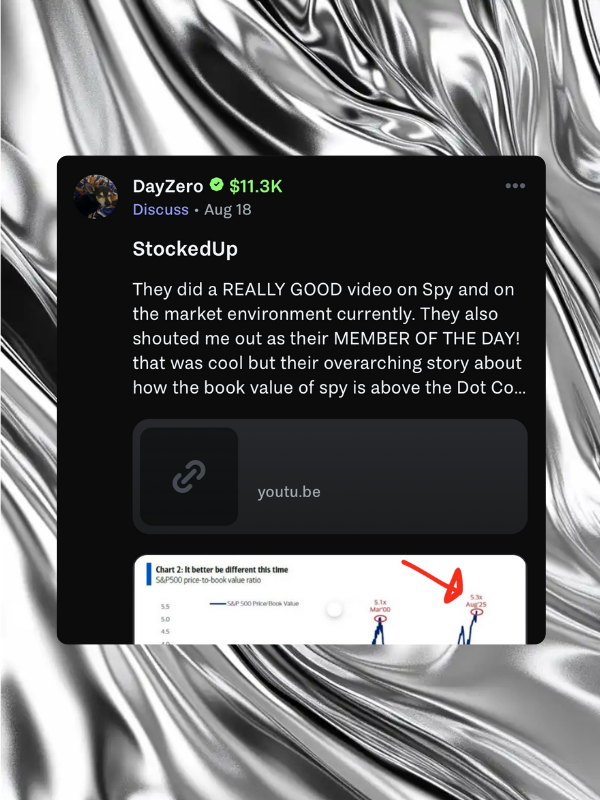 DayZero $11.3K
Discuss • Aug 18
StockedUp
They did a REALLY GOOD video on Spy and on
the market environment currently. They also
shouted me out as their MEMBER OF THE DAY!
that was cool but their overarching story about
how the book value of spy is above the Dot Co...
youtu.be
Chart 2: It better be different this time
S&P500 price-to-book value ratio
S&P 500 Price/Book Value
5.5
5.0
4.5
5.1x
Mar'00
5.3x
Aug'25